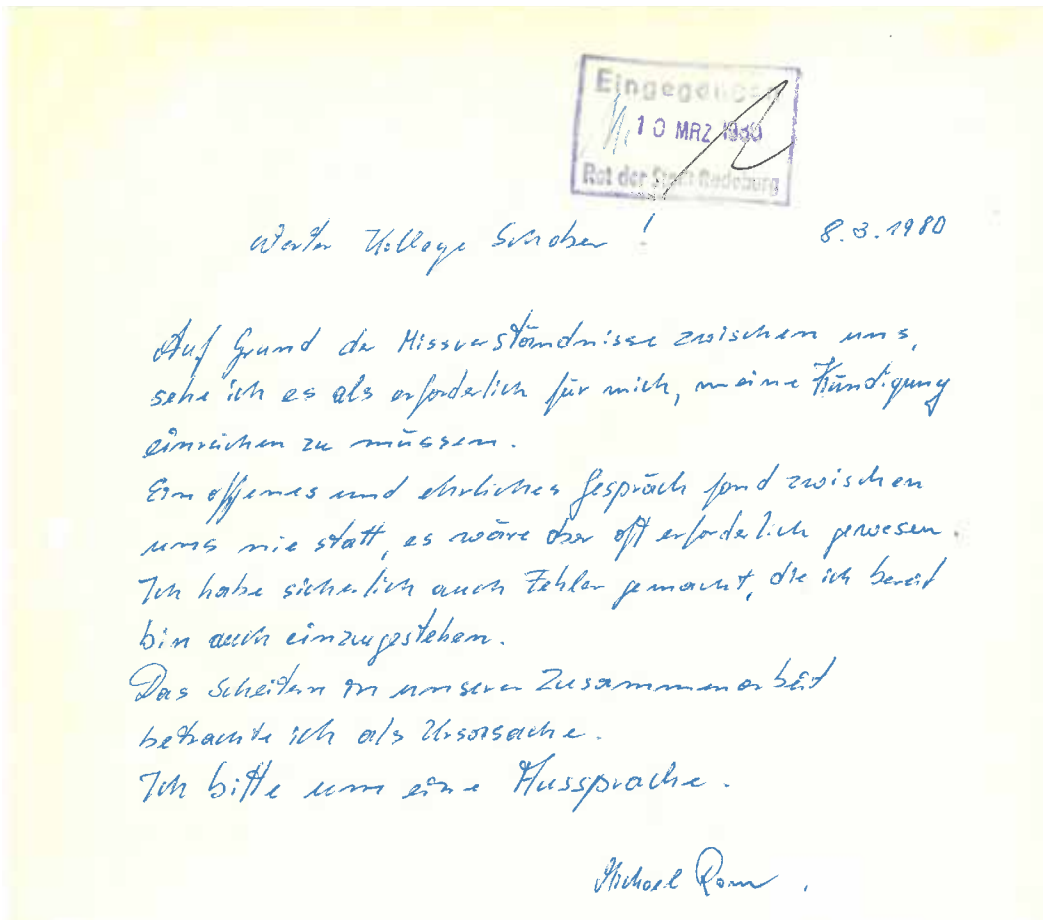 Eingegangen
10 MRZ 1980
Rat der Stadt Radeburg
Werter Kollege Schober !
8.3.1980
Auf Grund der Missverständnisse zwischen uns,
sehe ich es als erforderlich für mich, meine Kündigung
einreichen zu müssen.
Ein offenes und ehrliches Gespräch fand zwischen
uns nie statt, es wäre aber oft erforderlich gewesen.
Ich habe sicherlich auch Fehler gemacht, die ich bereit
bin auch einzugestehen.
Das Scheitern in unserer Zusammenarbeit
betrachte ich als Ursache.
Ich bitte um eine Aussprache.
Michael